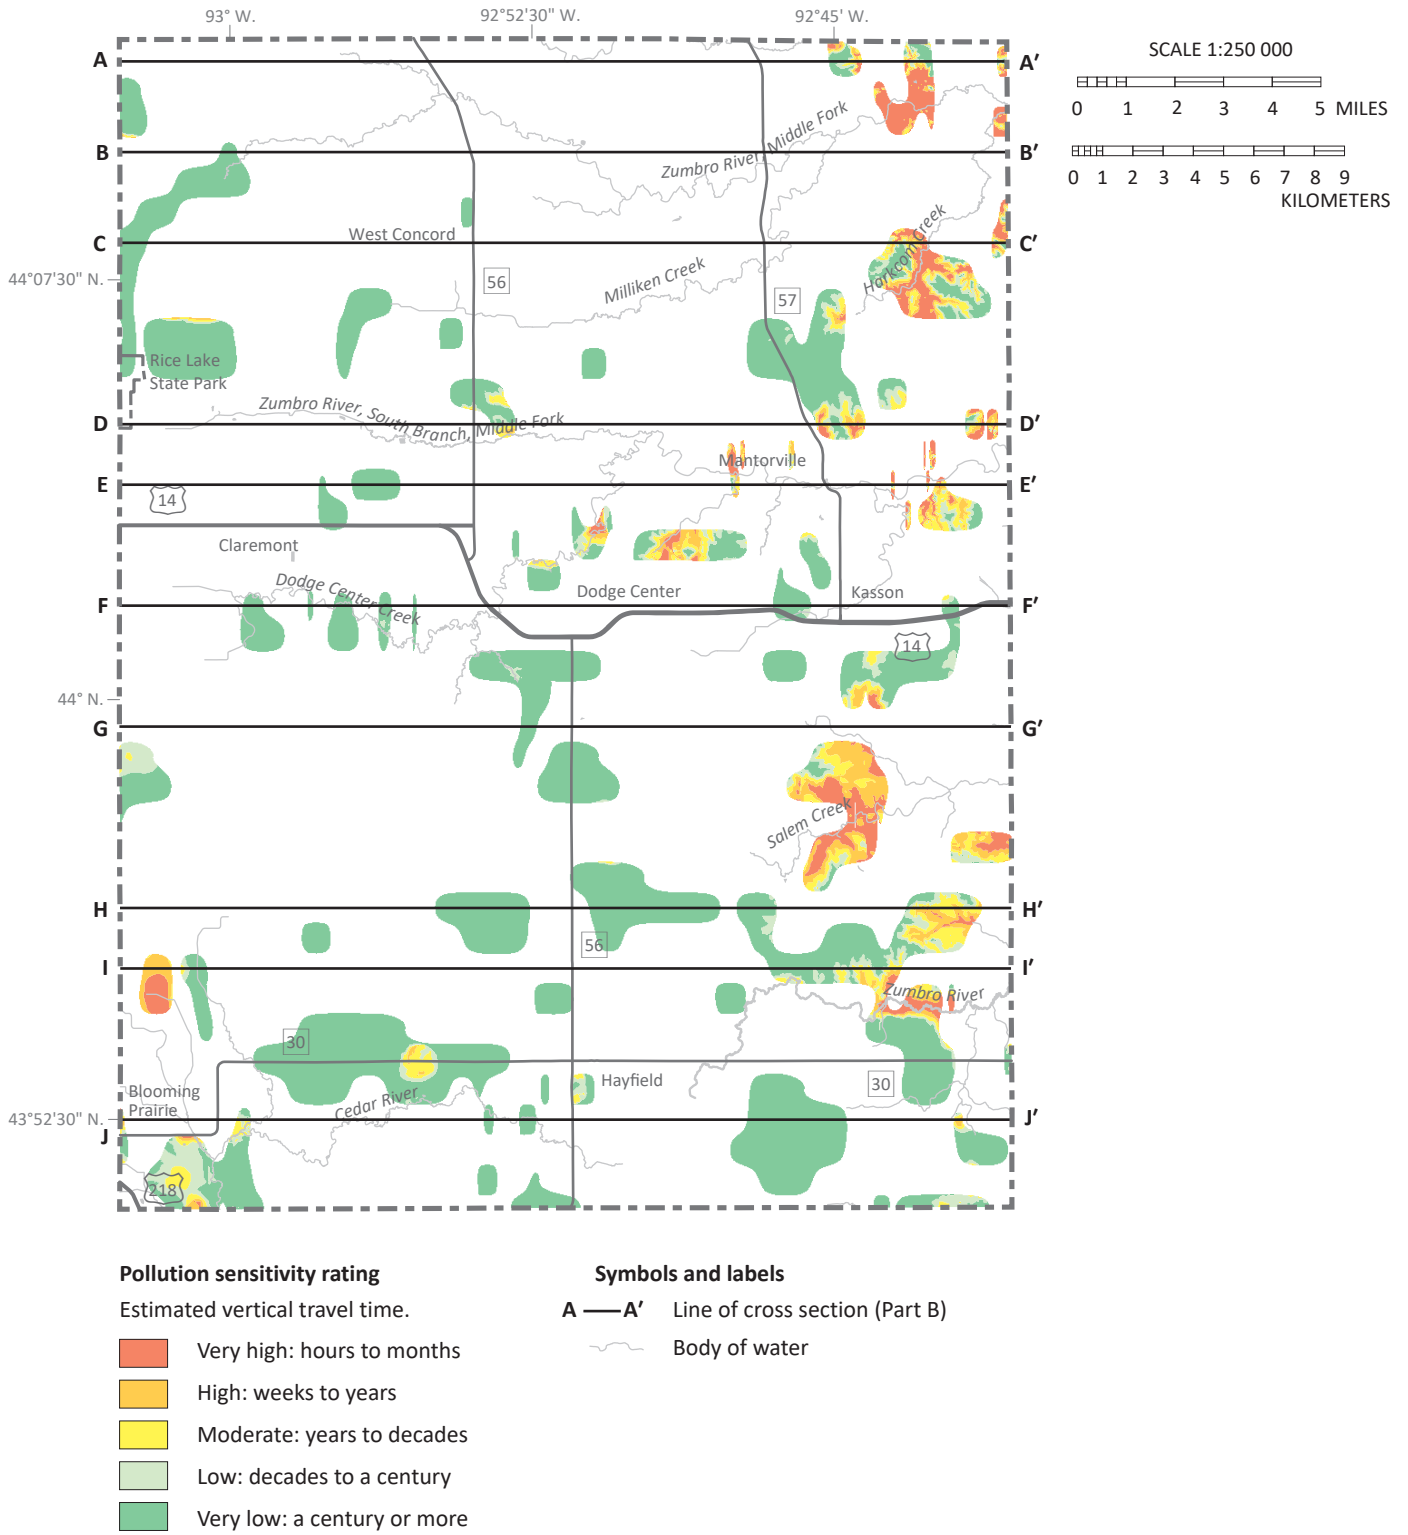 93° W.
92°52'30" W.
92°45' W.
SCALE 1:250 000
0 1 2 3 4 5 MILES
0 1 2 3 4 5 6 7 8 9
KILOMETERS
A
A′
Zumbro River, Middle Fork
B
B′
West Concord
C
C′
Harkcom Creek
44°07'30" N.
56
Milliken Creek
57
Rice Lake
State Park
Zumbro River, South Branch, Middle Fork
D
D′
Mantorville
E
E′
14
Claremont
Dodge Center Creek
Dodge Center
Kasson
F
F′
14
44° N.
G
G′
Salem Creek
H
H′
56
I
I′
Zumbro River
30
Hayfield
30
Blooming
Prairie
Cedar River
43°52'30" N.
J
J′
218
Pollution sensitivity rating
Estimated vertical travel time.
Very high: hours to months
High: weeks to years
Moderate: years to decades
Low: decades to a century
Very low: a century or more
Symbols and labels
A A′ Line of cross section (Part B)
Body of water